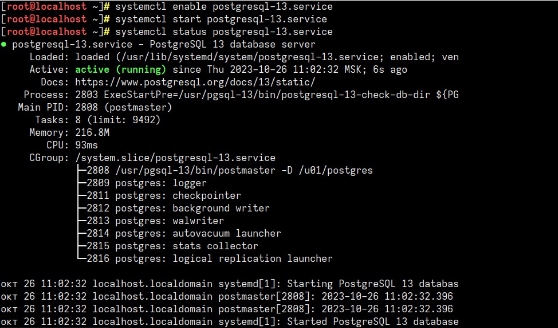 [root@localhost ~]# systemctl enable postgresql-13.service
[root@localhost ~]# systemctl start postgresql-13.service
[root@localhost ~]# systemctl status postgresql-13.service
● postgresql-13.service - PostgreSQL 13 database server
Loaded: loaded (/usr/lib/systemd/system/postgresql-13.service; enabled; ven
Active: active (running) since Thu 2023-10-26 11:02:32 MSK; 6s ago
Docs: https://www.postgresql.org/docs/13/static/
Process: 2803 ExecStartPre=/usr/pgsql-13/bin/postgresql-13-check-db-dir ${PG
Main PID: 2808 (postmaster)
Tasks: 8 (limit: 9492)
Memory: 216.8M
CPU: 93ms
CGroup: /system.slice/postgresql-13.service
├─2808 /usr/pgsql-13/bin/postmaster -D /u01/postgres
├─2809 postgres: logger
├─2811 postgres: checkpointer
├─2812 postgres: background writer
├─2813 postgres: walwriter
├─2814 postgres: autovacuum launcher
├─2815 postgres: stats collector
└─2816 postgres: logical replication launcher
окт 26 11:02:32 localhost.localdomain systemd[1]: Starting PostgreSQL 13 databas
окт 26 11:02:32 localhost.localdomain postmaster[2808]: 2023-10-26 11:02:32.396
окт 26 11:02:32 localhost.localdomain postmaster[2808]: 2023-10-26 11:02:32.396
окт 26 11:02:32 localhost.localdomain systemd[1]: Started PostgreSQL 13 database